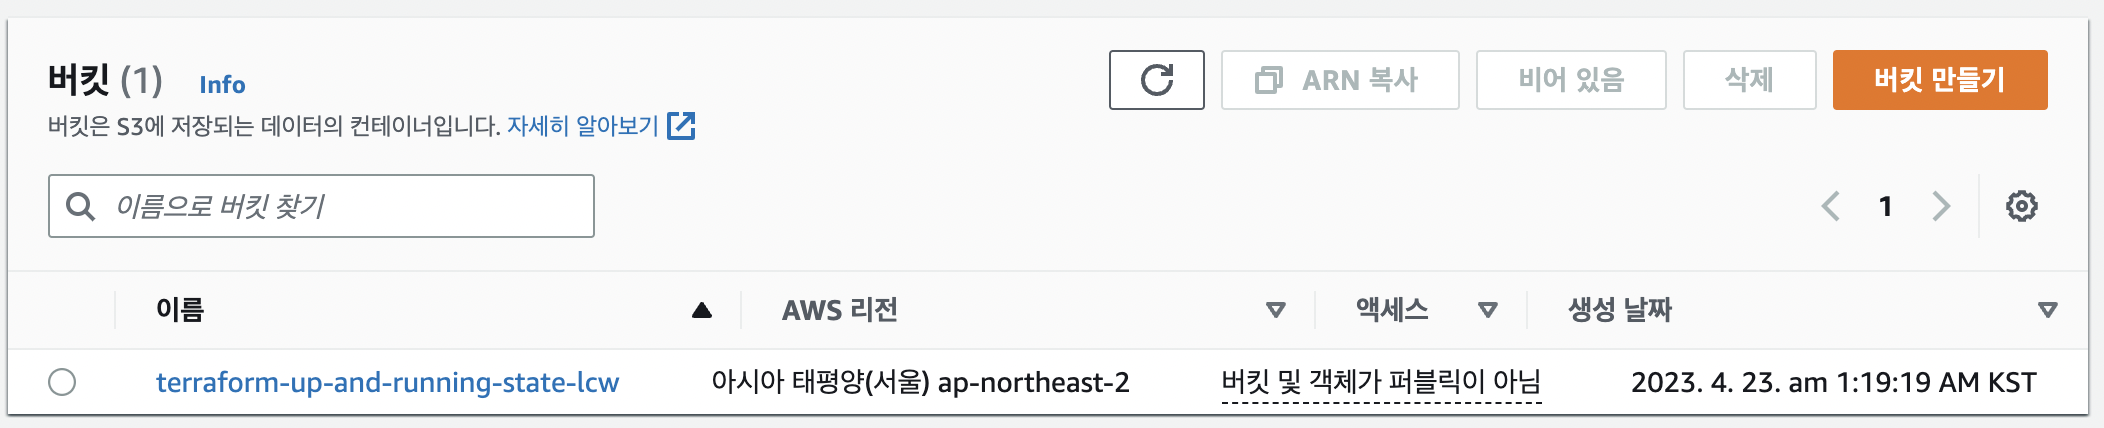 버킷 (1) Info
ARN 복사
비어 있음
삭제
버킷 만들기
버킷은 S3에 저장되는 데이터의 컨테이너입니다. 자세히 알아보기
이름으로 버킷 찾기
1
이름 AWS 리전 액세스 생성 날짜
terraform-up-and-running-state-lcw 아시아 태평양(서울) ap-northeast-2 버킷 및 객체가 퍼블릭이 아님 2023. 4. 23. am 1:19:19 AM KST